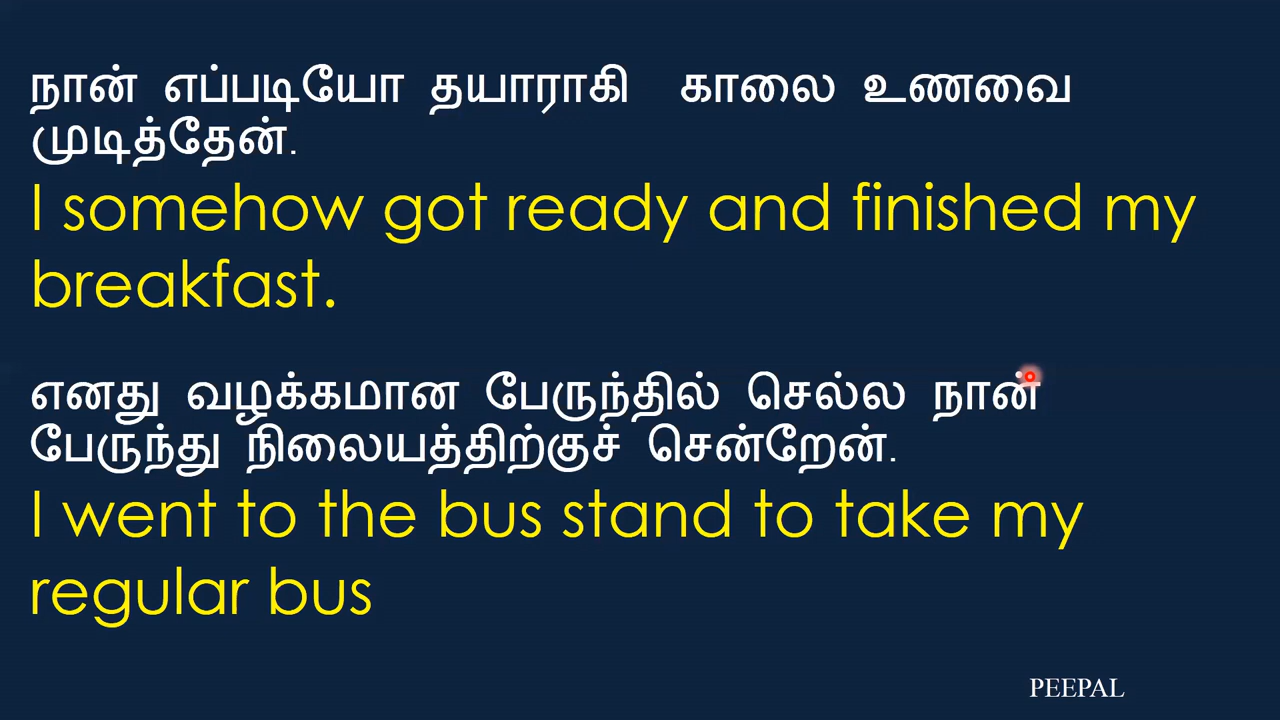 நான் எப்படியோ தயாராகி காலை உணவை
முடித்தேன்.
I somehow got ready and finished my
breakfast.
எனது வழக்கமான பேருந்தில் செல்ல நான்
பேருந்து நிலையத்திற்குச் சென்றேன்.
I went to the bus stand to take my
regular bus
PEEPAL